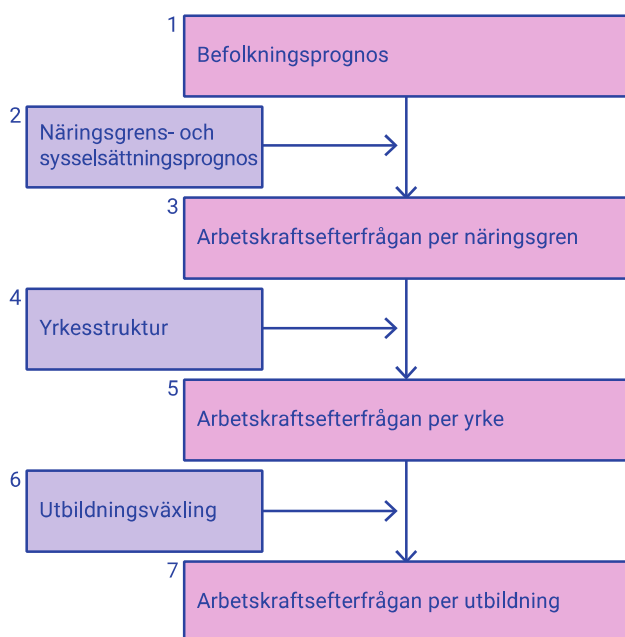 1
Befolkningsprognos
2
Näringsgrens- och
sysselsättningsprognos
3
Arbetskraftsefterfrågan per näringsgren
4
Yrkesstruktur
5
Arbetskraftsefterfrågan per yrke
6
Utbildningsväxling
7
Arbetskraftsefterfrågan per utbildning